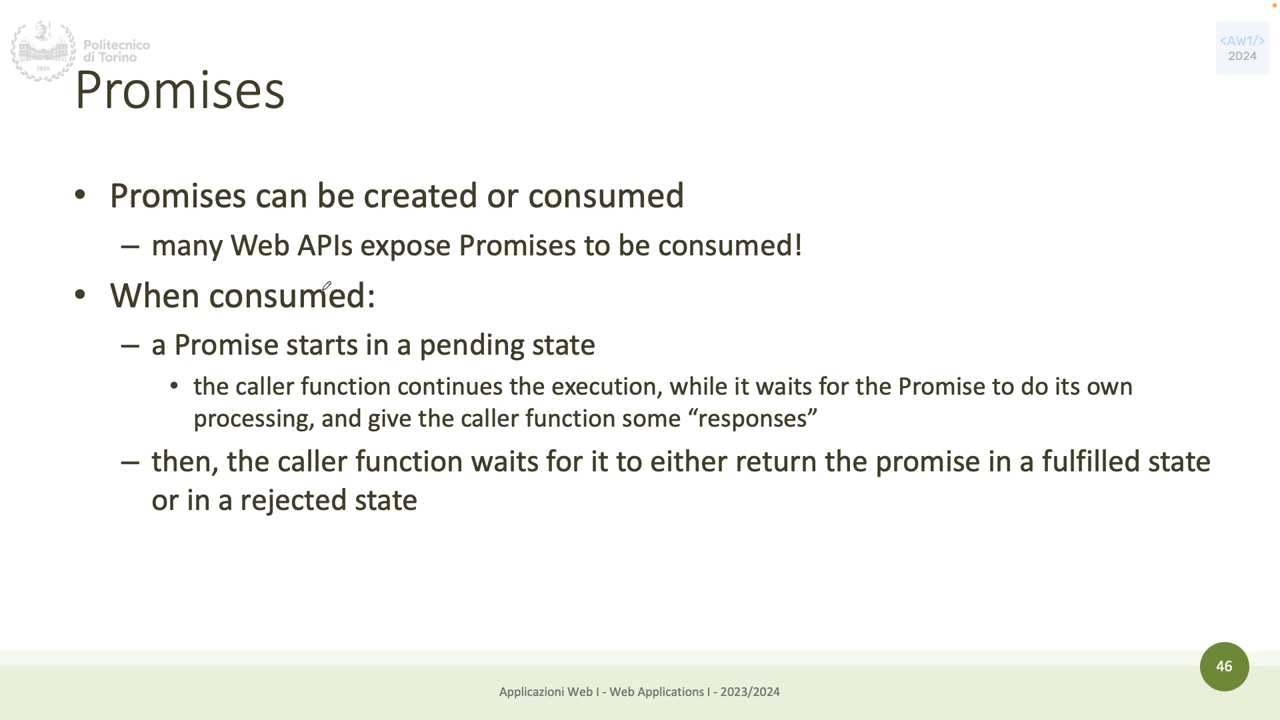 Politecnico
di Torino
1859
<AW1/>
2024
Promises
• Promises can be created or consumed
– many Web APIs expose Promises to be consumed!
• When consumed:
– a Promise starts in a pending state
• the caller function continues the execution, while it waits for the Promise to do its own
processing, and give the caller function some “responses”
– then, the caller function waits for it to either return the promise in a fulfilled state
or in a rejected state
46
Applicazioni Web I - Web Applications I - 2023/2024